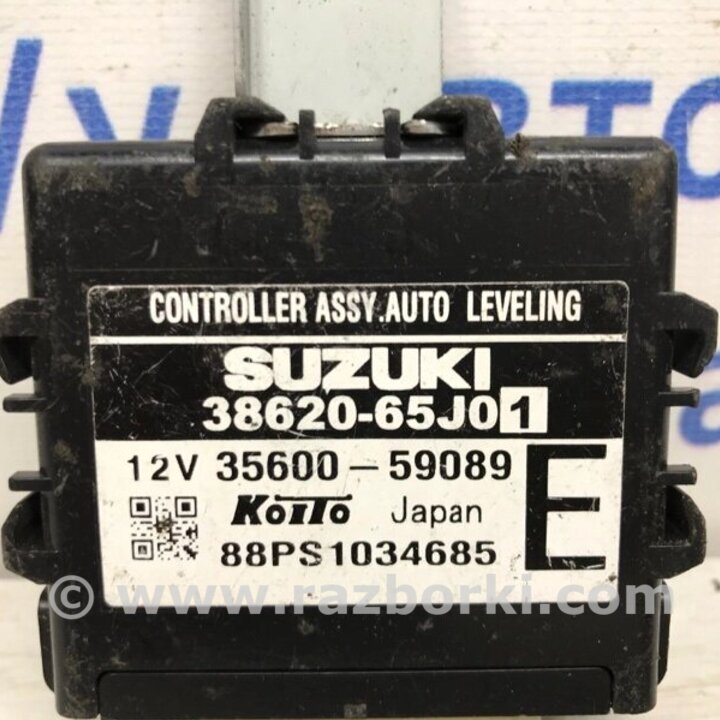 CONTROLLER ASSY.AUTO LEVELING
SUZUKI
38620-65J01
12V 35600-59089
E
KOITO Japan
88PS1034685
© www.razborki.com